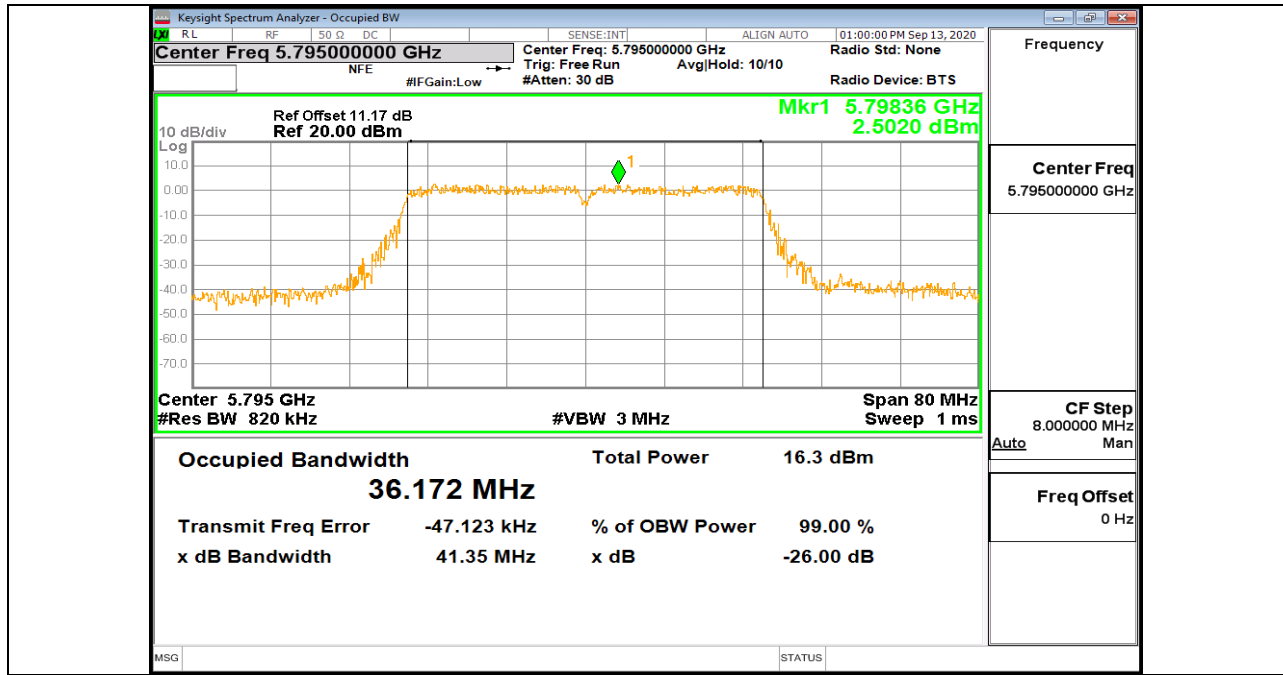 Keysight Spectrum Analyzer - Occupied BW
LXI RL RF 50 Ω DC SENSE:INT ALIGN AUTO 01:00:00 PM Sep 13, 2020
Center Freq 5.795000000 GHz
NFE
#IFGain:Low
Center Freq: 5.795000000 GHz
Trig: Free Run Avg|Hold: 10/10
#Atten: 30 dB
Radio Std: None
Radio Device: BTS
Mkr1 5.79836 GHz
2.5020 dBm
Ref Offset 11.17 dB
10 dB/div Ref 20.00 dBm
Log
10.0
0.00
-10.0
-20.0
-30.0
-40.0
-50.0
-60.0
-70.0
1
Center 5.795 GHz Span 80 MHz
#Res BW 820 kHz #VBW 3 MHz Sweep 1 ms
Occupied Bandwidth Total Power 16.3 dBm
36.172 MHz
Transmit Freq Error -47.123 kHz % of OBW Power 99.00 %
x dB Bandwidth 41.35 MHz x dB -26.00 dB
MSG STATUS
Frequency
Center Freq
5.795000000 GHz
CF Step
8.000000 MHz
Auto Man
Freq Offset
0 Hz